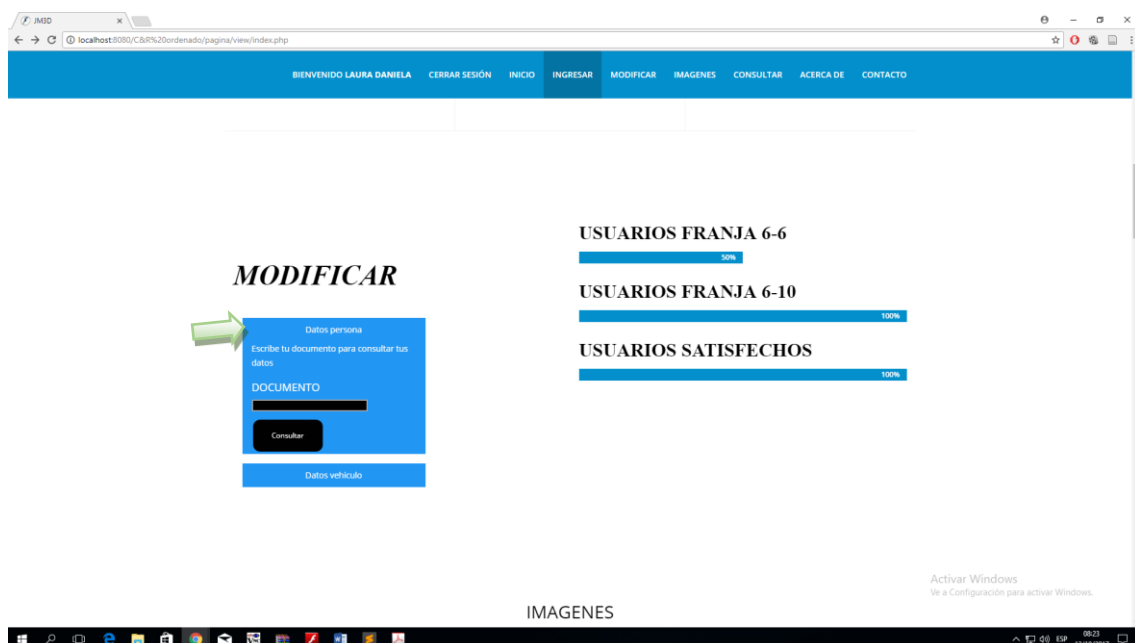 JM3D
localhost:8080/C&R%20ordenado/pagina/view/index.php
BIENVENIDO LAURA DANIELA CERRAR SESIÓN INICIO INGRESAR MODIFICAR IMAGENES CONSULTAR ACERCA DE CONTACTO
MODIFICAR
Datos persona
Escribe tu documento para consultar tus
datos
DOCUMENTO
Consultar
Datos vehiculo
USUARIOS FRANJA 6-6
50%
USUARIOS FRANJA 6-10
100%
USUARIOS SATISFECHOS
100%
Activar Windows
Ve a Configuración para activar Windows.
IMAGENES
ESP
08:23